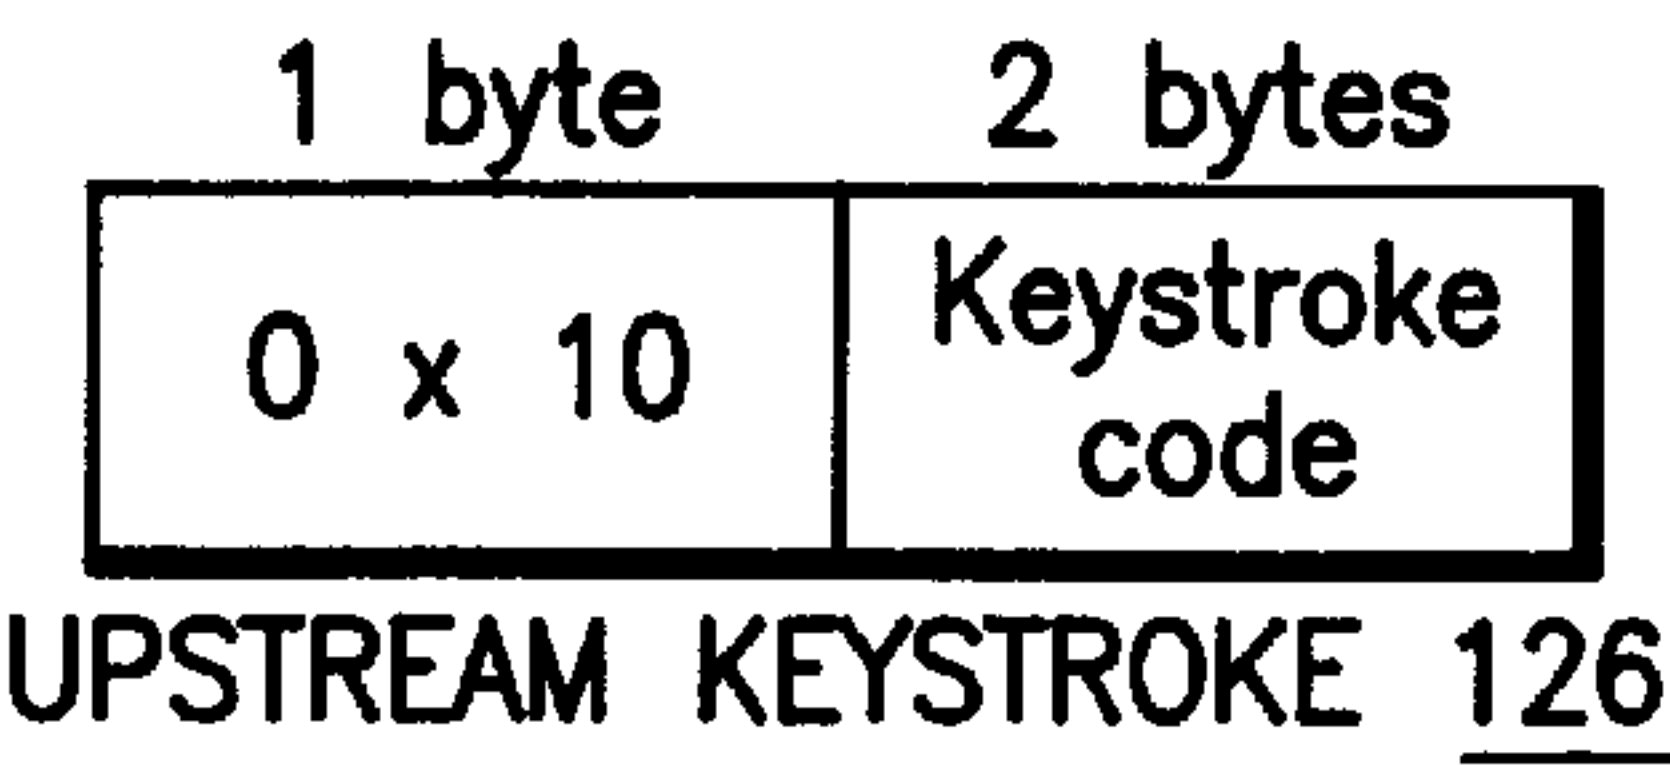 1 byte 2 bytes
0 x 10
Keystroke
code
UPSTREAM KEYSTROKE 126